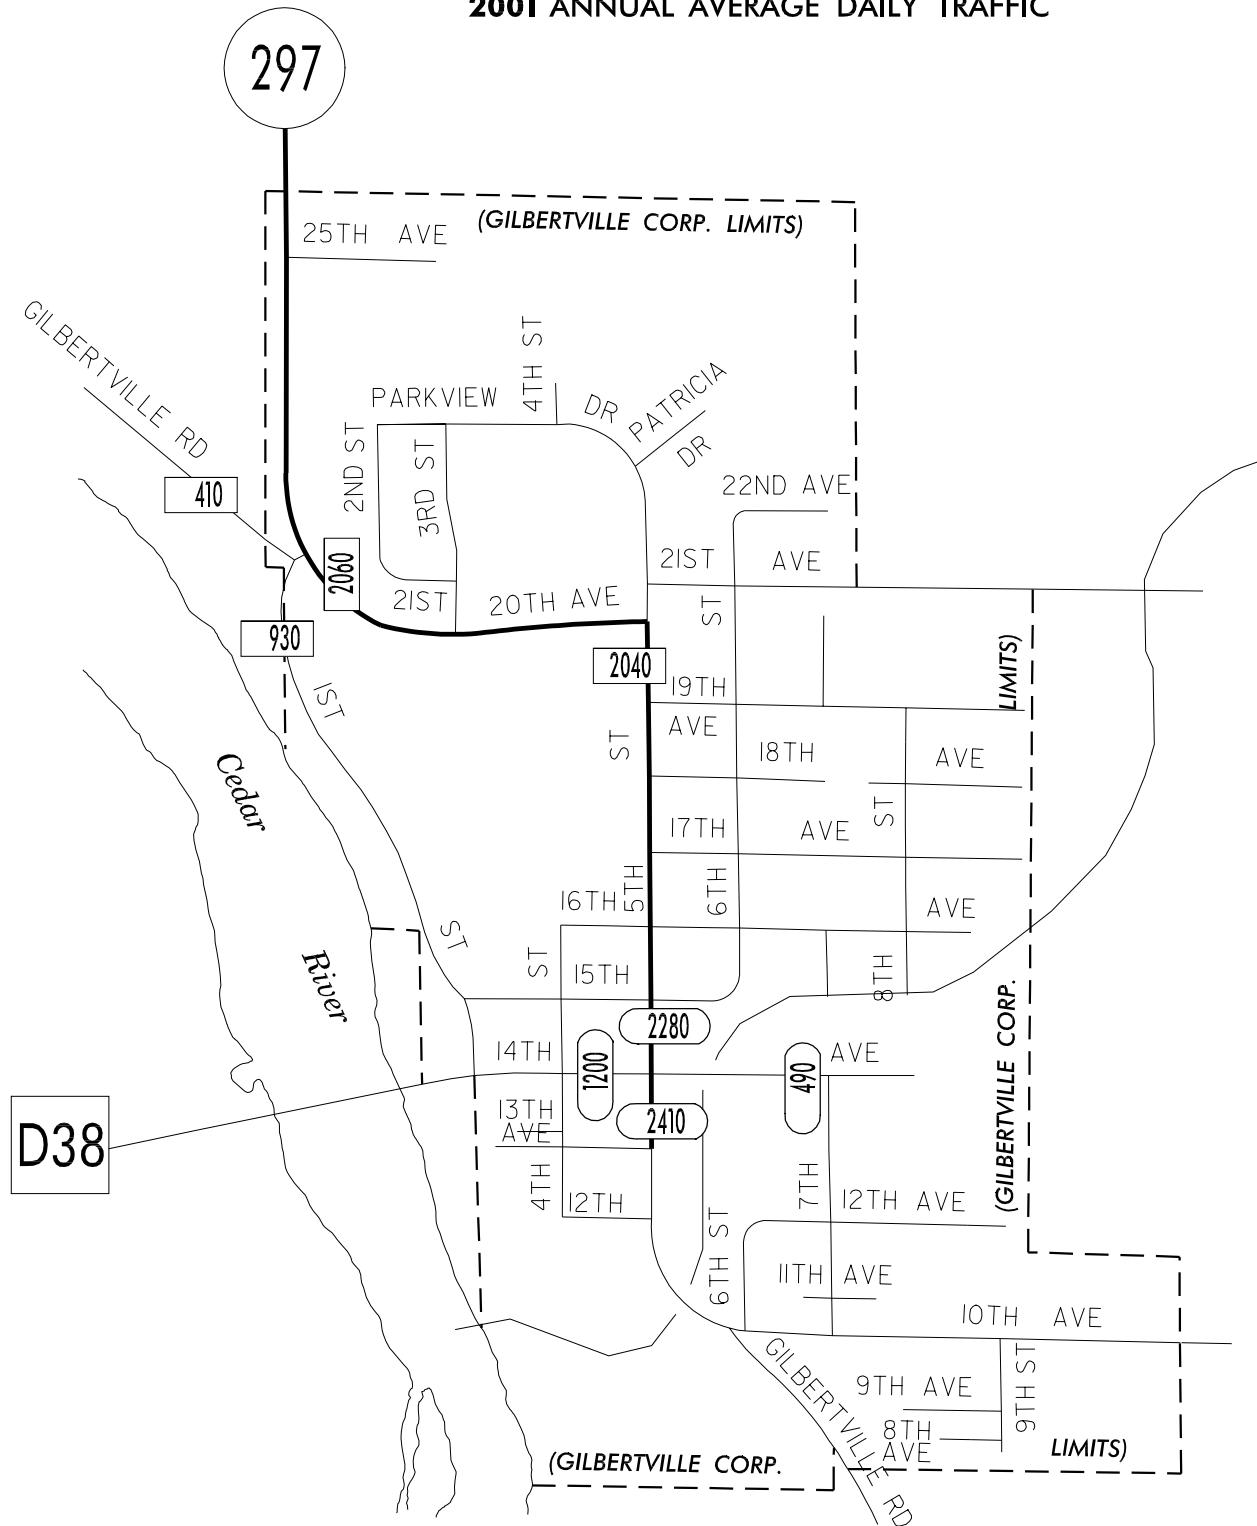 2001 ANNUAL AVERAGE DAILY TRAFFIC
297
(GILBERTVILLE CORP. LIMITS)
25TH AVE
GILBERTVILLE RD
4TH ST
PARKVIEW DR
PATRICIA DR
2ND ST
3RD ST
22ND AVE
410
2060
21ST AVE
21ST
20TH AVE
ST
930
2040
LIMITS)
19TH AVE
1ST ST
ST
18TH AVE
Cedar River
ST
17TH AVE
5TH
6TH
16TH AVE
ST
15TH
8TH
(GILBERTVILLE CORP.
2280
14TH AVE
1200
490
D38
13TH AVE
2410
4TH
7TH
12TH
12TH AVE
6TH ST
11TH AVE
10TH AVE
GILBERTVILLE RD
9TH ST
9TH AVE
8TH AVE
LIMITS)
(GILBERTVILLE CORP.